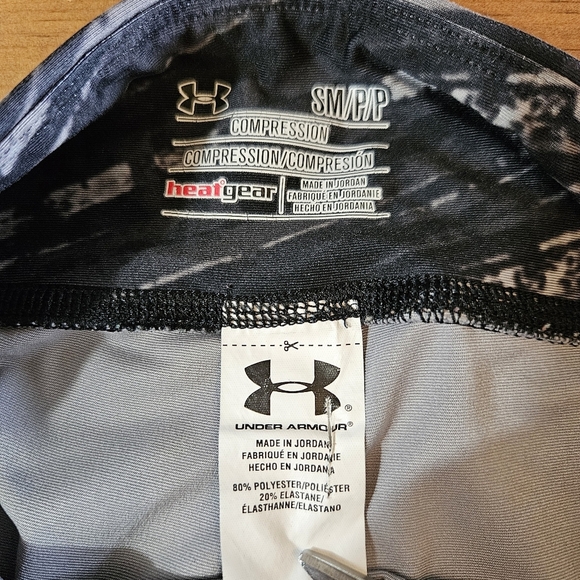 SM/P/P
COMPRESSION
COMPRESSION/COMPRESIÓN
heatgear
MADE IN JORDAN
FABRIQUÉ EN JORDANIE
HECHO EN JORDANIA
UNDER ARMOUR®
MADE IN JORDAN
FABRIQUÉ EN JORDANIE
HECHO EN JORDANIA
80% POLYESTER/POLIÉSTER
20% ELASTANE/
ÉLASTHANNE/ELASTANO